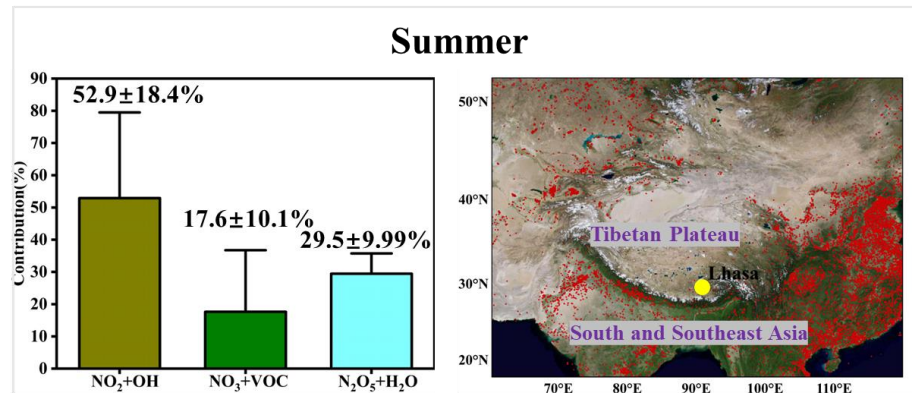 Summer
90
80
70
60
50
40
30
20
10
0
Contribution(%)
52.9±18.4%
17.6±10.1%
29.5±9.99%
NO₂+OH
NO₃+VOC
N₂O₅+H₂O
50°N
40°N
30°N
20°N
Tibetan Plateau
Lhasa
South and Southeast Asia
70°E
80°E
90°E
100°E
110°E